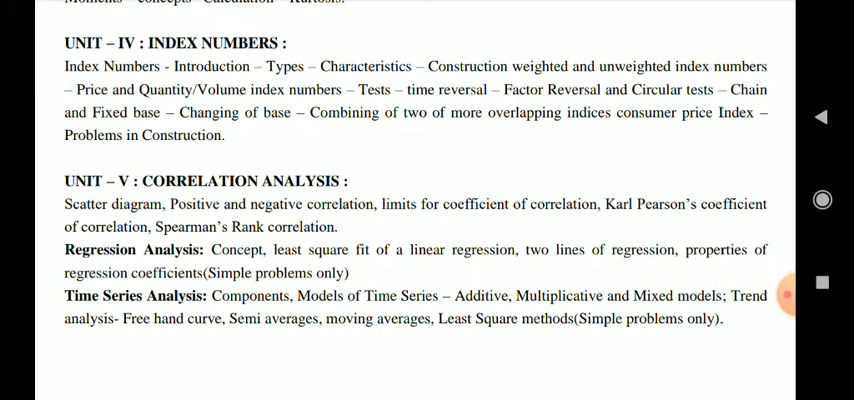 UNIT – IV : INDEX NUMBERS :
Index Numbers - Introduction – Types – Characteristics – Construction weighted and unweighted index numbers
– Price and Quantity/Volume index numbers – Tests – time reversal – Factor Reversal and Circular tests – Chain
and Fixed base – Changing of base – Combining of two of more overlapping indices consumer price Index –
Problems in Construction.
UNIT – V : CORRELATION ANALYSIS :
Scatter diagram, Positive and negative correlation, limits for coefficient of correlation, Karl Pearson's coefficient
of correlation, Spearman's Rank correlation.
Regression Analysis: Concept, least square fit of a linear regression, two lines of regression, properties of
regression coefficients(Simple problems only)
Time Series Analysis: Components, Models of Time Series – Additive, Multiplicative and Mixed models; Trend
analysis- Free hand curve, Semi averages, moving averages, Least Square methods(Simple problems only).